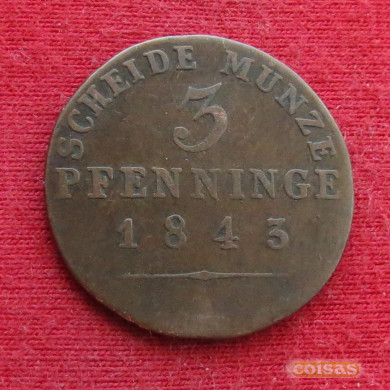 SCHEIDE MUNZE
3
PFENNINGE
1843
coisas